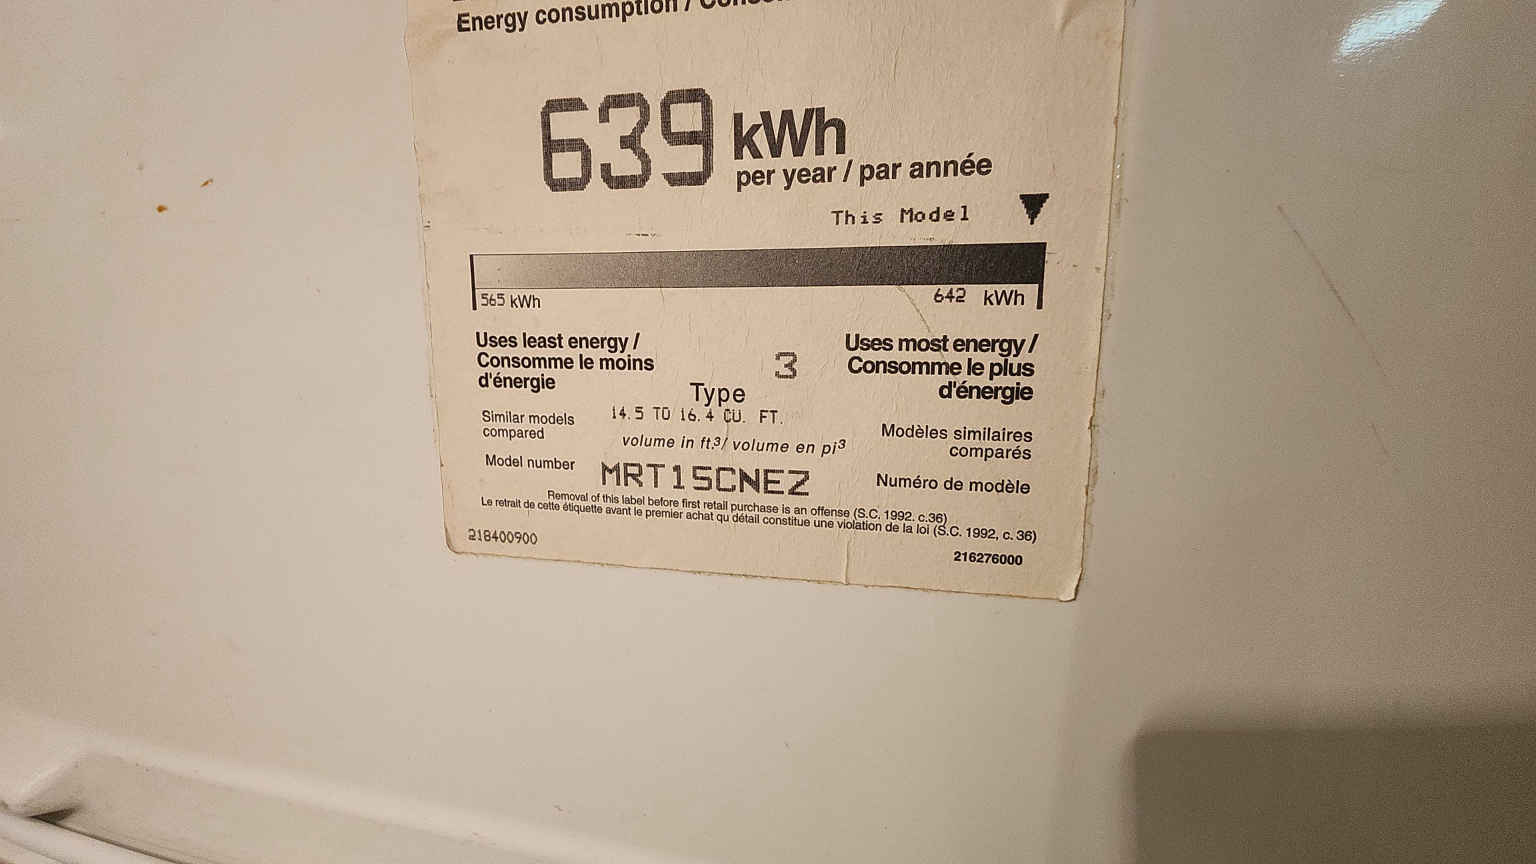 Energy consumption /
639 kWh
per year / par année
This Model
565 kWh
642 kWh
Uses least energy /
Consomme le moins
d'énergie
Uses most energy /
Consomme le plus
d'énergie
Type 3
14.5 TO 16.4 CU. FT.
volume in ft.³/ volume en pi³
Similar models
compared
Modèles similaires
comparés
Model number
MRT15CNEZ
Numéro de modèle
Removal of this label before first retail purchase is an offense (S.C. 1992. c.36)
Le retrait de cette étiquette avant le premier achat qu détail constitue une violation de la loi (S.C. 1992, c. 36)
218400900
216276000